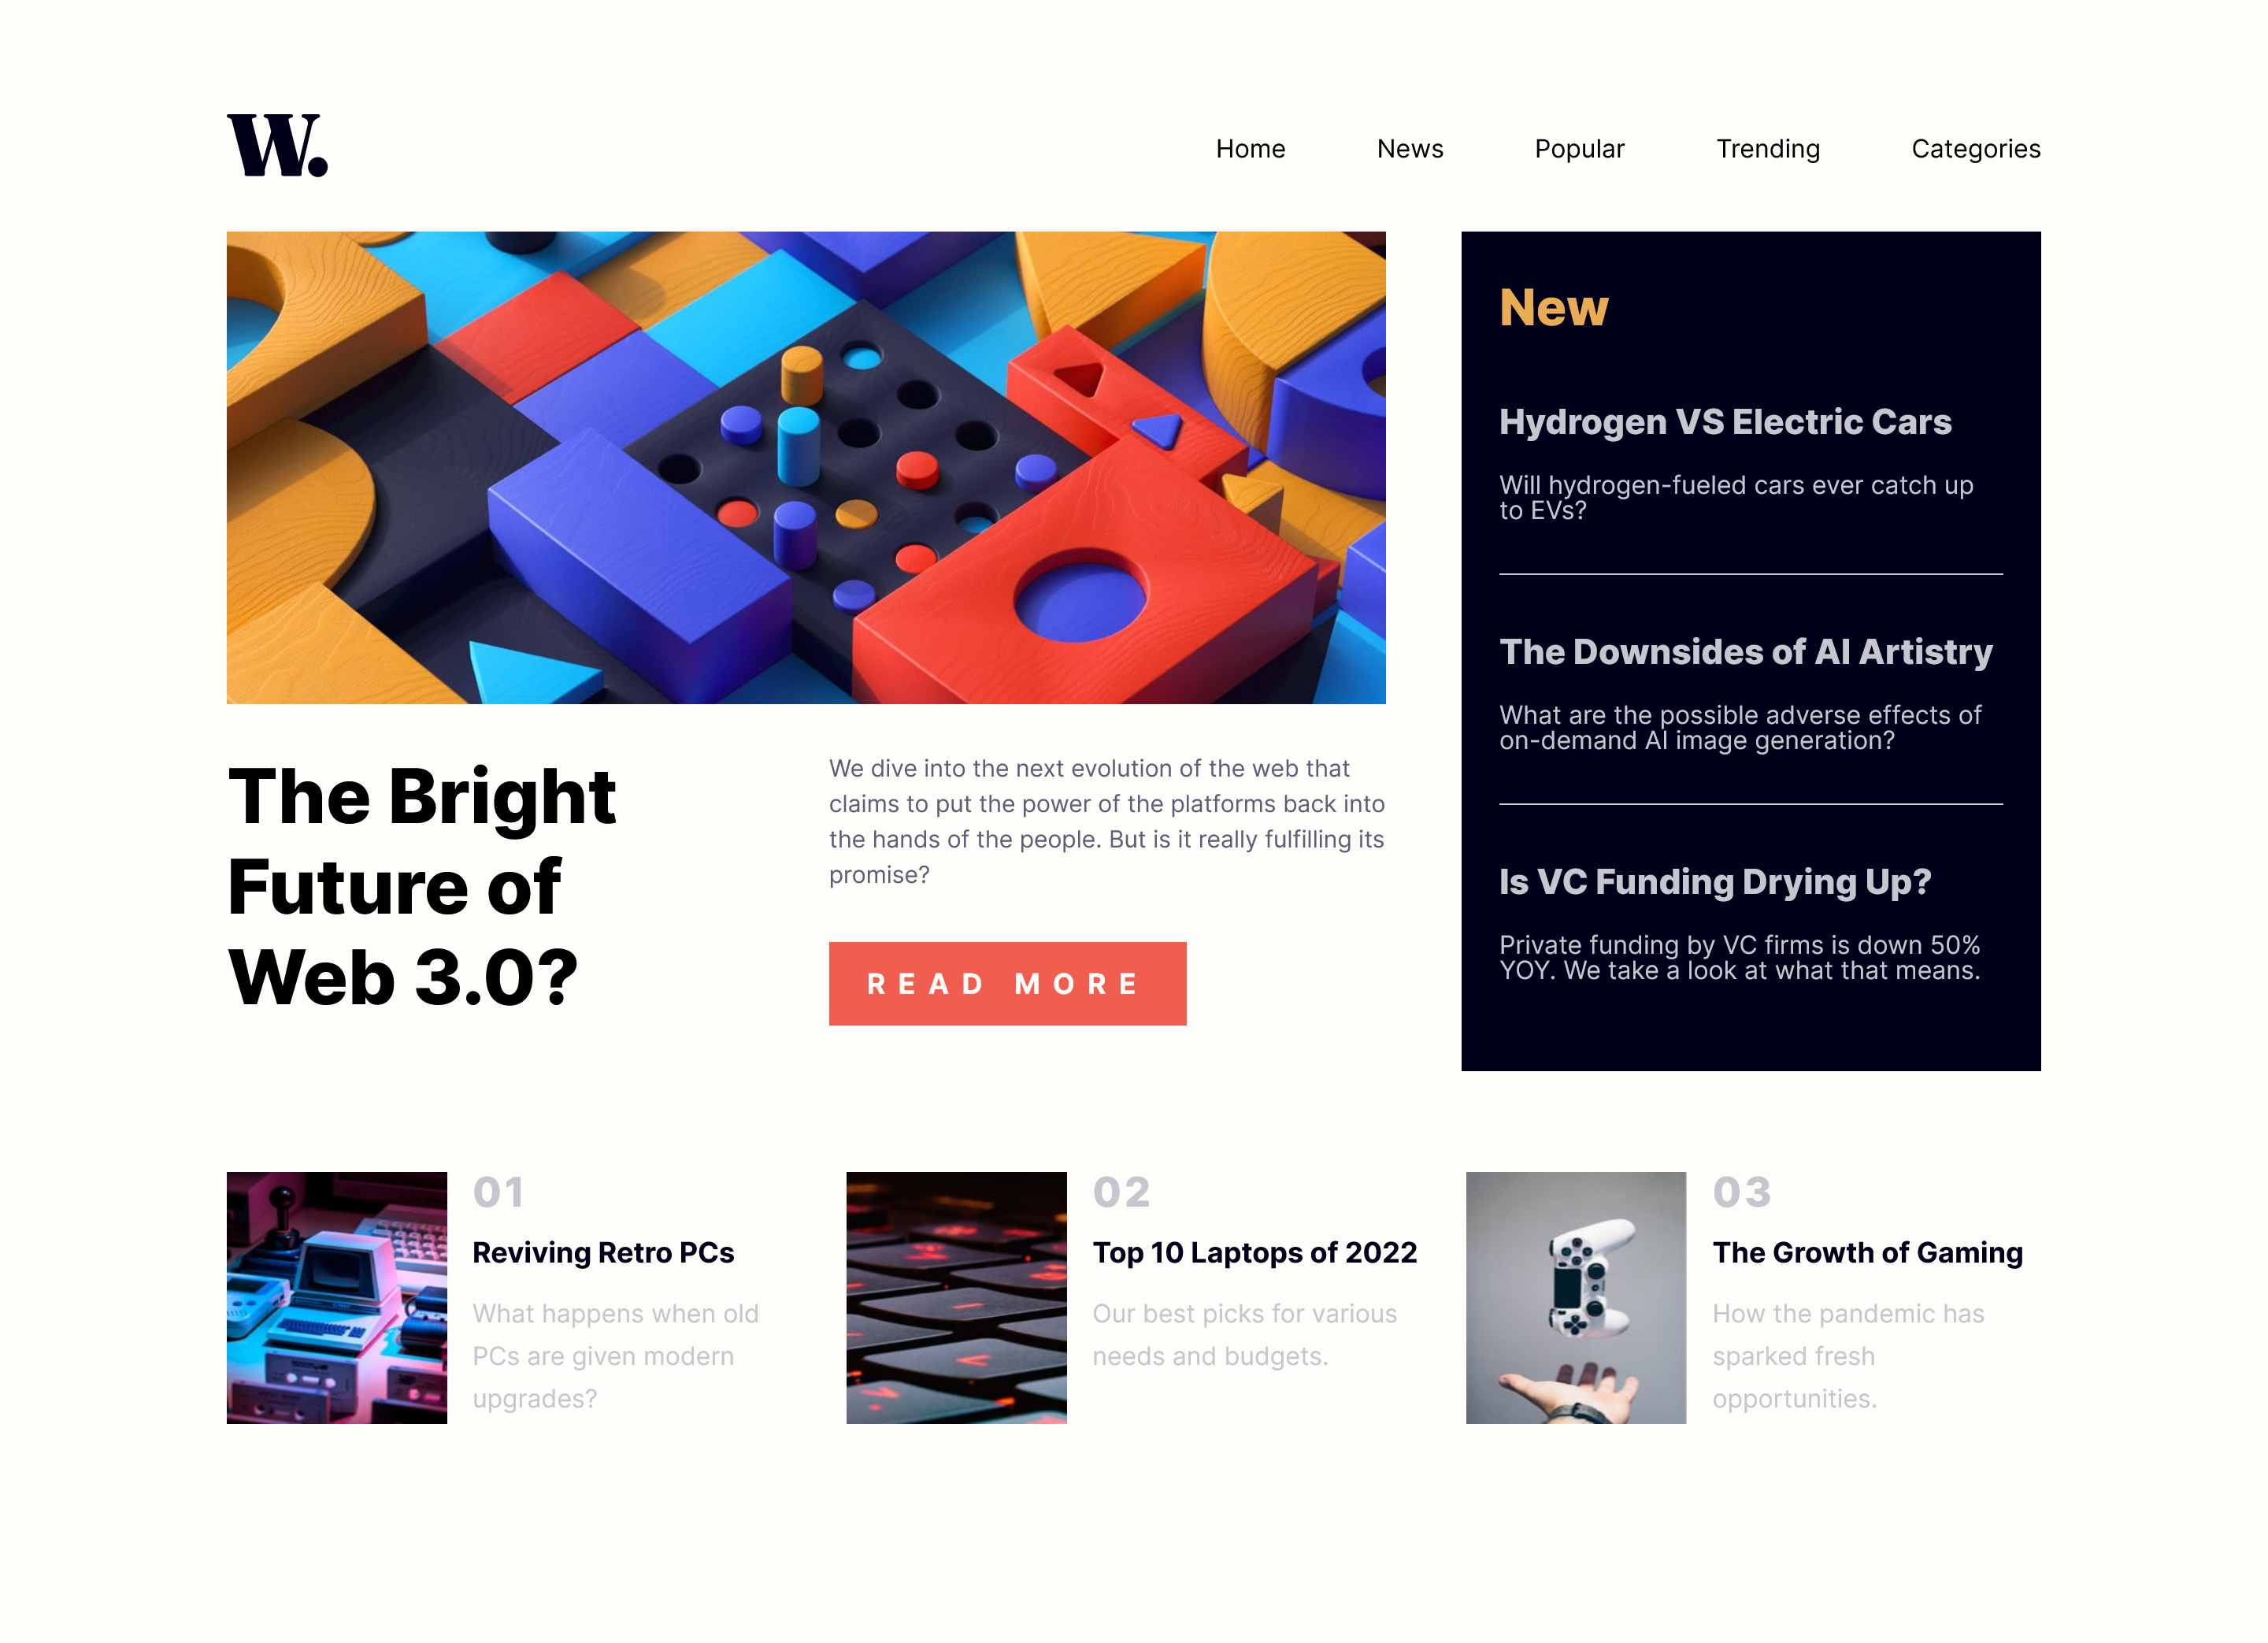 W.
Home News Popular Trending Categories
The Bright
Future of
Web 3.0?
We dive into the next evolution of the web that
claims to put the power of the platforms back into
the hands of the people. But is it really fulfilling its
promise?
READ MORE
New
Hydrogen VS Electric Cars
Will hydrogen-fueled cars ever catch up
to EVs?
The Downsides of AI Artistry
What are the possible adverse effects of
on-demand AI image generation?
Is VC Funding Drying Up?
Private funding by VC firms is down 50%
YOY. We take a look at what that means.
01
Reviving Retro PCs
What happens when old
PCs are given modern
upgrades?
02
Top 10 Laptops of 2022
Our best picks for various
needs and budgets.
03
The Growth of Gaming
How the pandemic has
sparked fresh
opportunities.